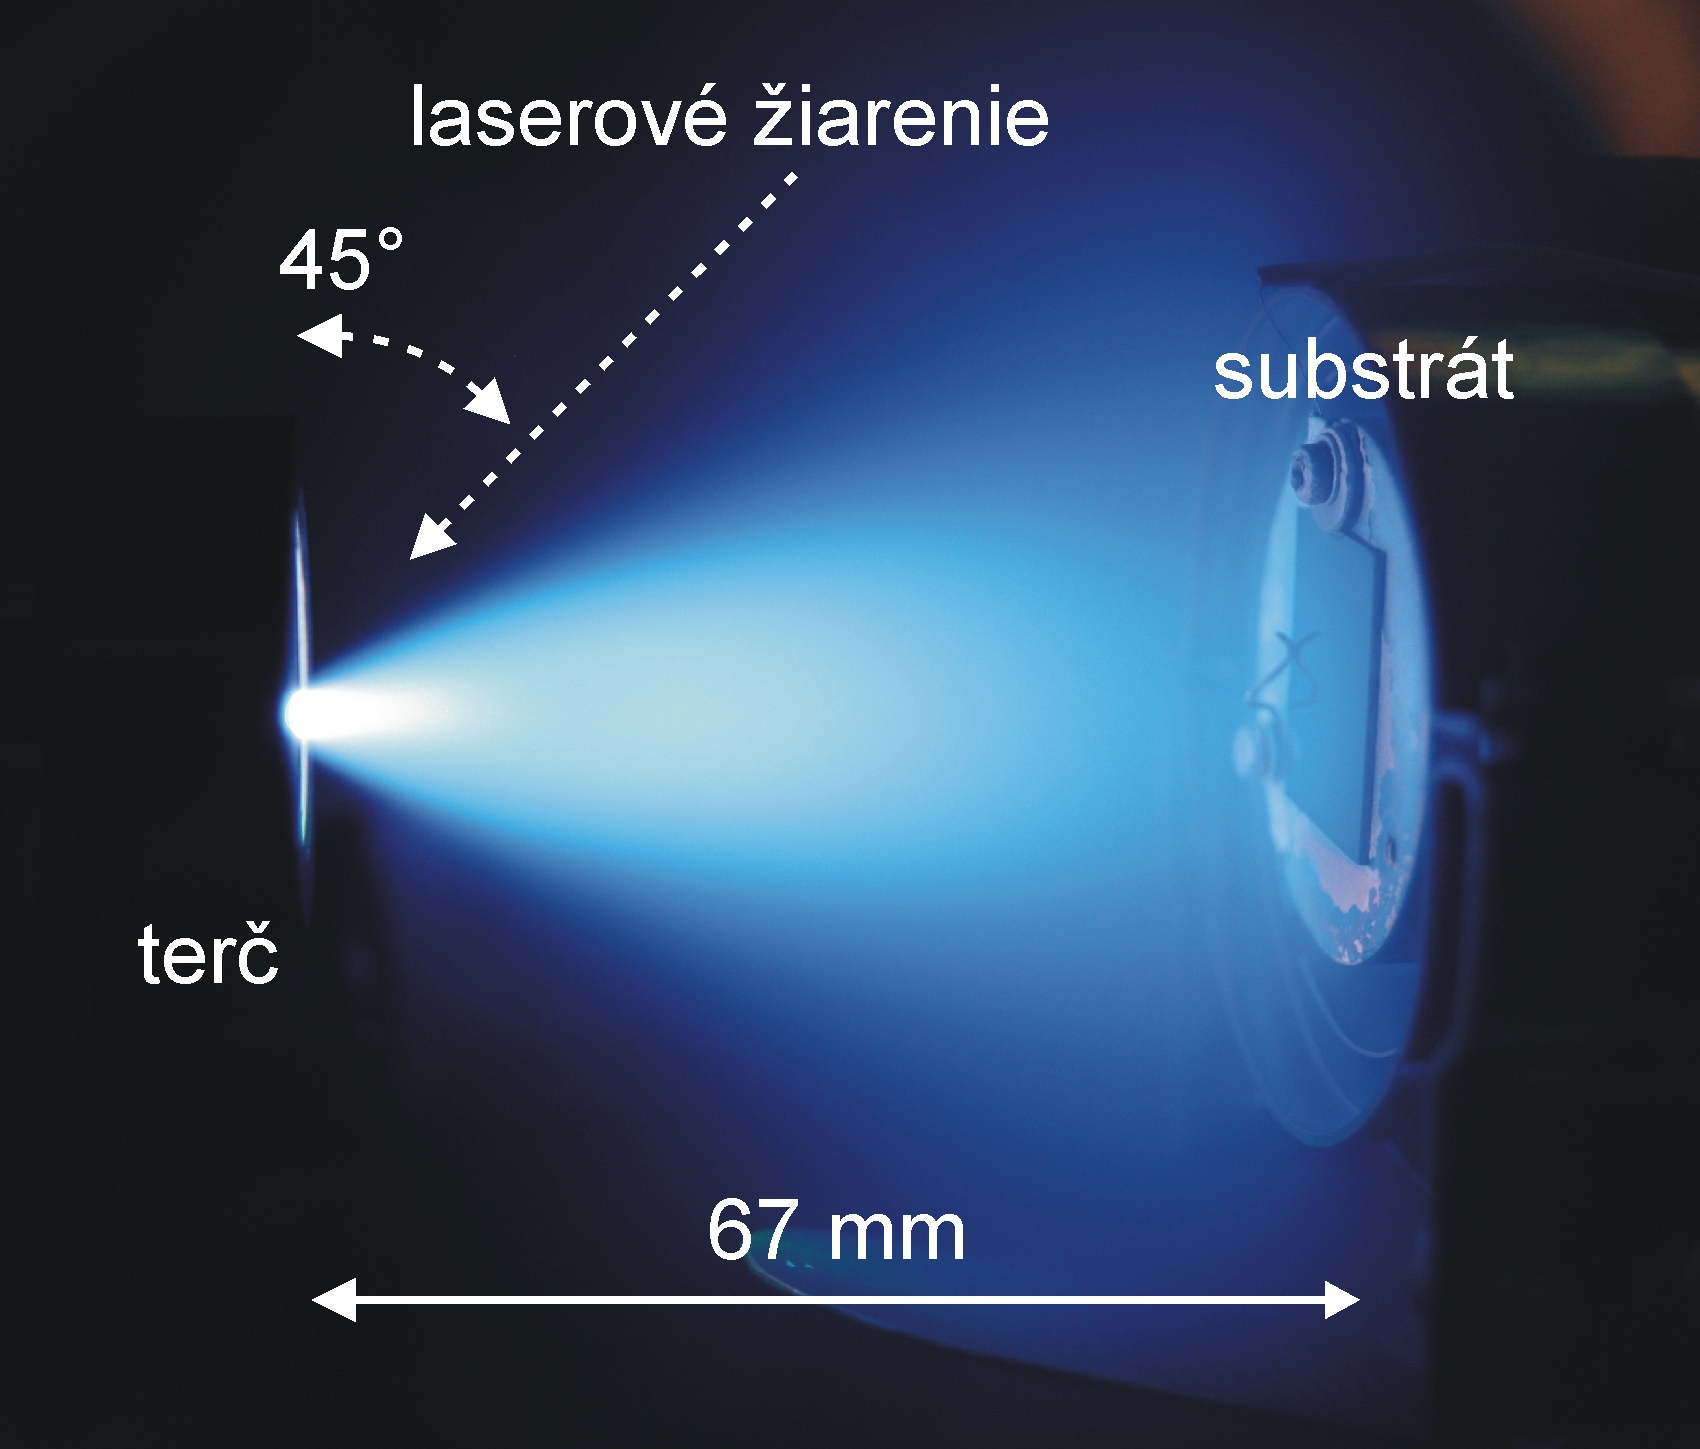 laserové žiarenie
45°
substrát
terč
67 mm